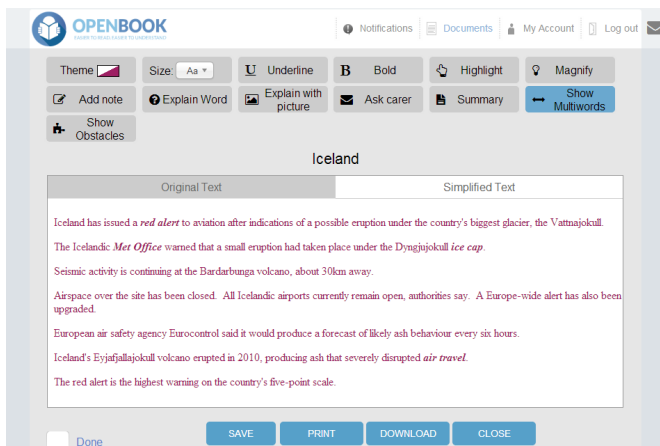 OPENBOOK
EASIER TO READ, EASIER TO UNDERSTAND
Notifications
Documents
My Account
Log out
Theme
Size: Aa
U Underline
B Bold
Highlight
Magnify
Add note
Explain Word
Explain with
picture
Ask carer
Summary
Show
Multiwords
Show
Obstacles
Iceland
Original Text
Simplified Text
Iceland has issued a red alert to aviation after indications of a possible eruption under the country's biggest glacier, the Vattnajokull.
The Icelandic Met Office warned that a small eruption had taken place under the Dyngjujokull ice cap.
Seismic activity is continuing at the Bardarbunga volcano, about 30km away.
Airspace over the site has been closed. All Icelandic airports currently remain open, authorities say. A Europe-wide alert has also been
upgraded.
European air safety agency Eurocontrol said it would produce a forecast of likely ash behaviour every six hours.
Iceland's Eyjafjallajokull volcano erupted in 2010, producing ash that severely disrupted air travel.
The red alert is the highest warning on the country's five-point scale.
Done
SAVE
PRINT
DOWNLOAD
CLOSE